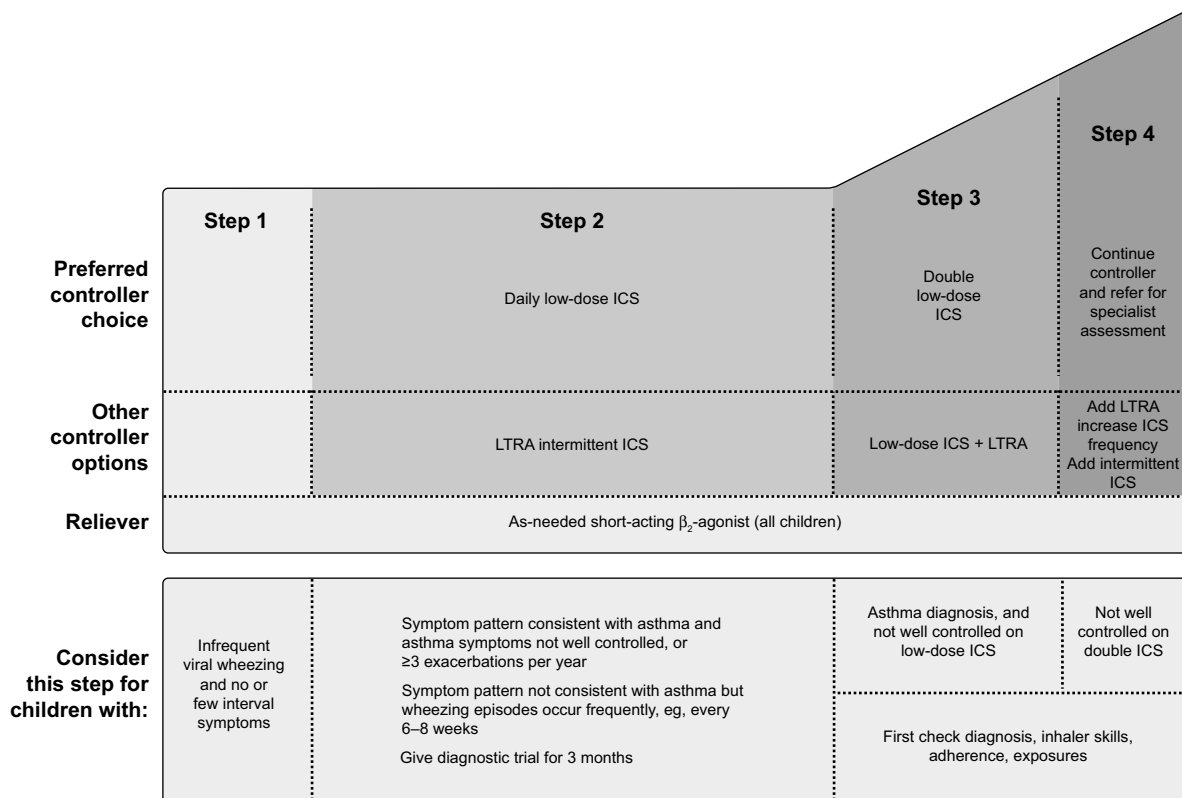 Step 1
Step 2
Step 3
Step 4
Preferred
controller
choice
Daily low-dose ICS
Double
low-dose
ICS
Continue
controller
and refer for
specialist
assessment
Other
controller
options
LTRA intermittent ICS
Low-dose ICS + LTRA
Add LTRA
increase ICS
frequency
Add intermittent
ICS
Reliever
As-needed short-acting β₂-agonist (all children)
Consider
this step for
children with:
Infrequent
viral wheezing
and no or
few interval
symptoms
Symptom pattern consistent with asthma and
asthma symptoms not well controlled, or
≥3 exacerbations per year
Symptom pattern not consistent with asthma but
wheezing episodes occur frequently, eg, every
6–8 weeks
Give diagnostic trial for 3 months
Asthma diagnosis, and
not well controlled on
low-dose ICS
Not well
controlled on
double ICS
First check diagnosis, inhaler skills,
adherence, exposures